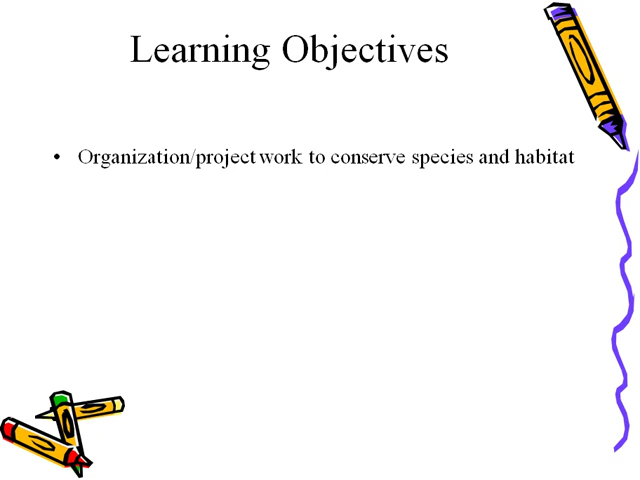 Learning Objectives
• Organization/project work to conserve species and habitat